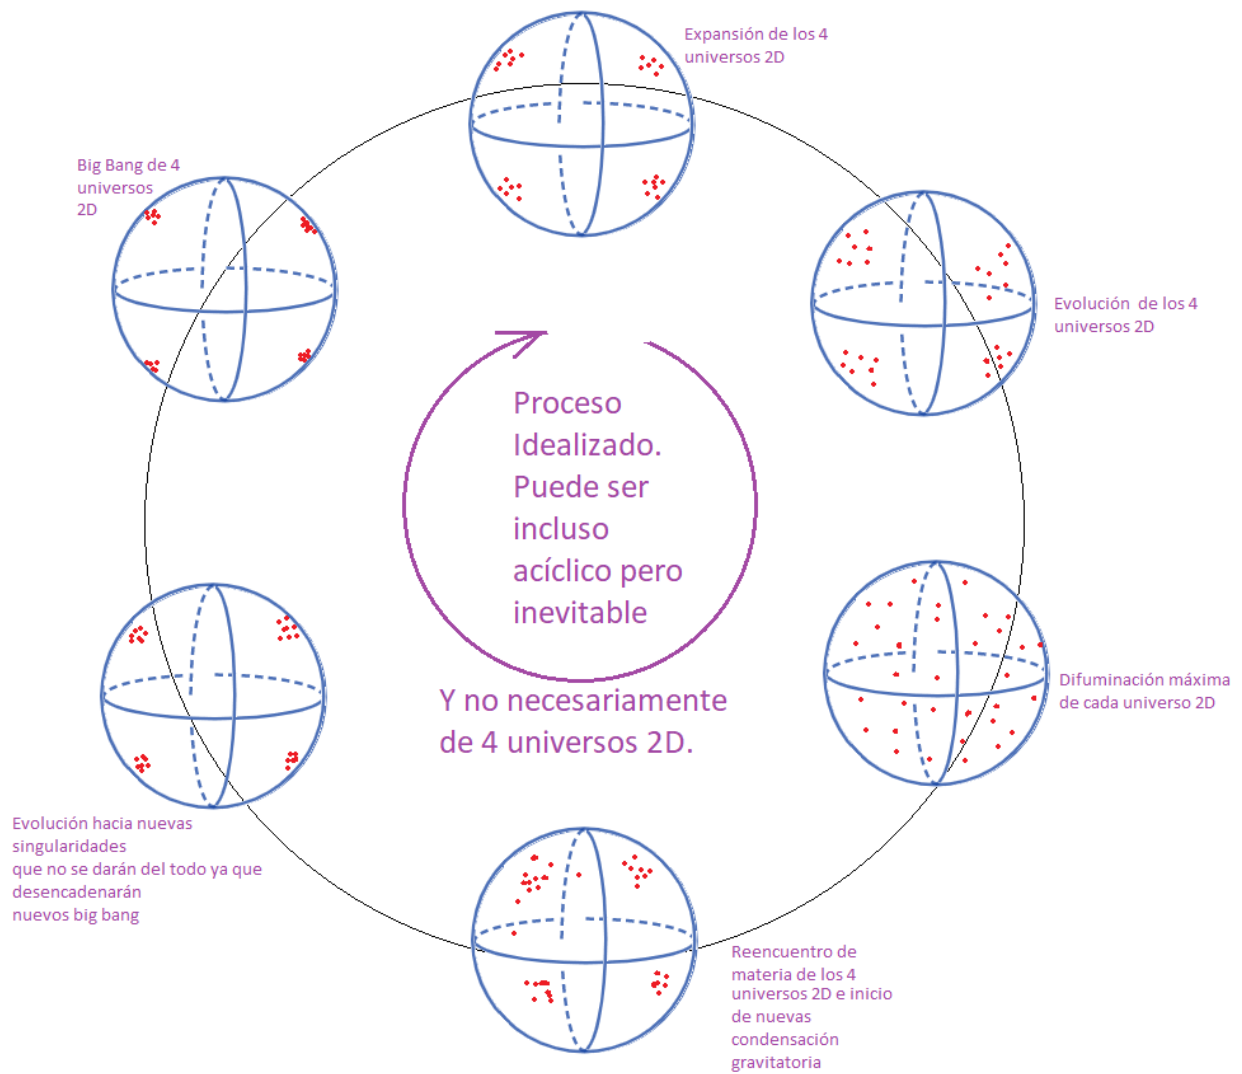 Expansión de los 4
universos 2D
Big Bang de 4
universos
2D
Evolución de los 4
universos 2D
Proceso
Idealizado.
Puede ser
incluso
acíclico pero
inevitable
Y no necesariamente
de 4 universos 2D.
Difuminación máxima
de cada universo 2D
Evolución hacia nuevas
singularidades
que no se darán del todo ya que
desencadenarán
nuevos big bang
Reencuentro de
materia de los 4
universos 2D e inicio
de nuevas
condensación
gravitatoria